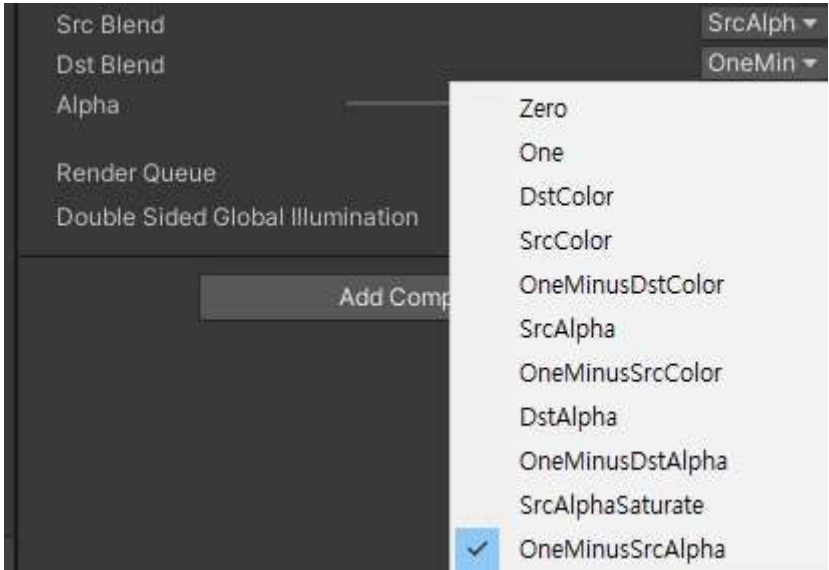 Src Blend
SrcAlph
Dst Blend
OneMin
Alpha
Zero
One
Render Queue
DstColor
Double Sided Global Illumination
SrcColor
OneMinusDstColor
Add Comp
SrcAlpha
OneMinusSrcColor
DstAlpha
OneMinusDstAlpha
SrcAlphaSaturate
OneMinusSrcAlpha